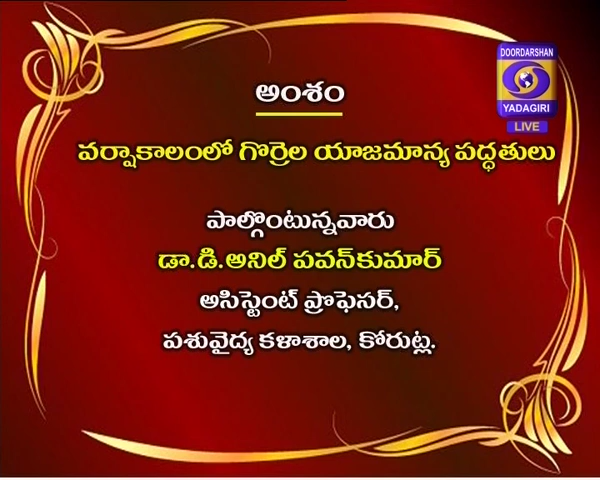 DOORDARSHAN
YADAGIRI
LIVE
అంశం
వర్షాకాలంలో గొర్రెల యాజమాన్య పద్ధతులు
పాల్గొంటున్నవారు
డా.డి.అనిల్ పవన్‌కుమార్
అసిస్టెంట్ ప్రొఫెసర్,
పశువైద్య కళాశాల, కోరుట్ల.